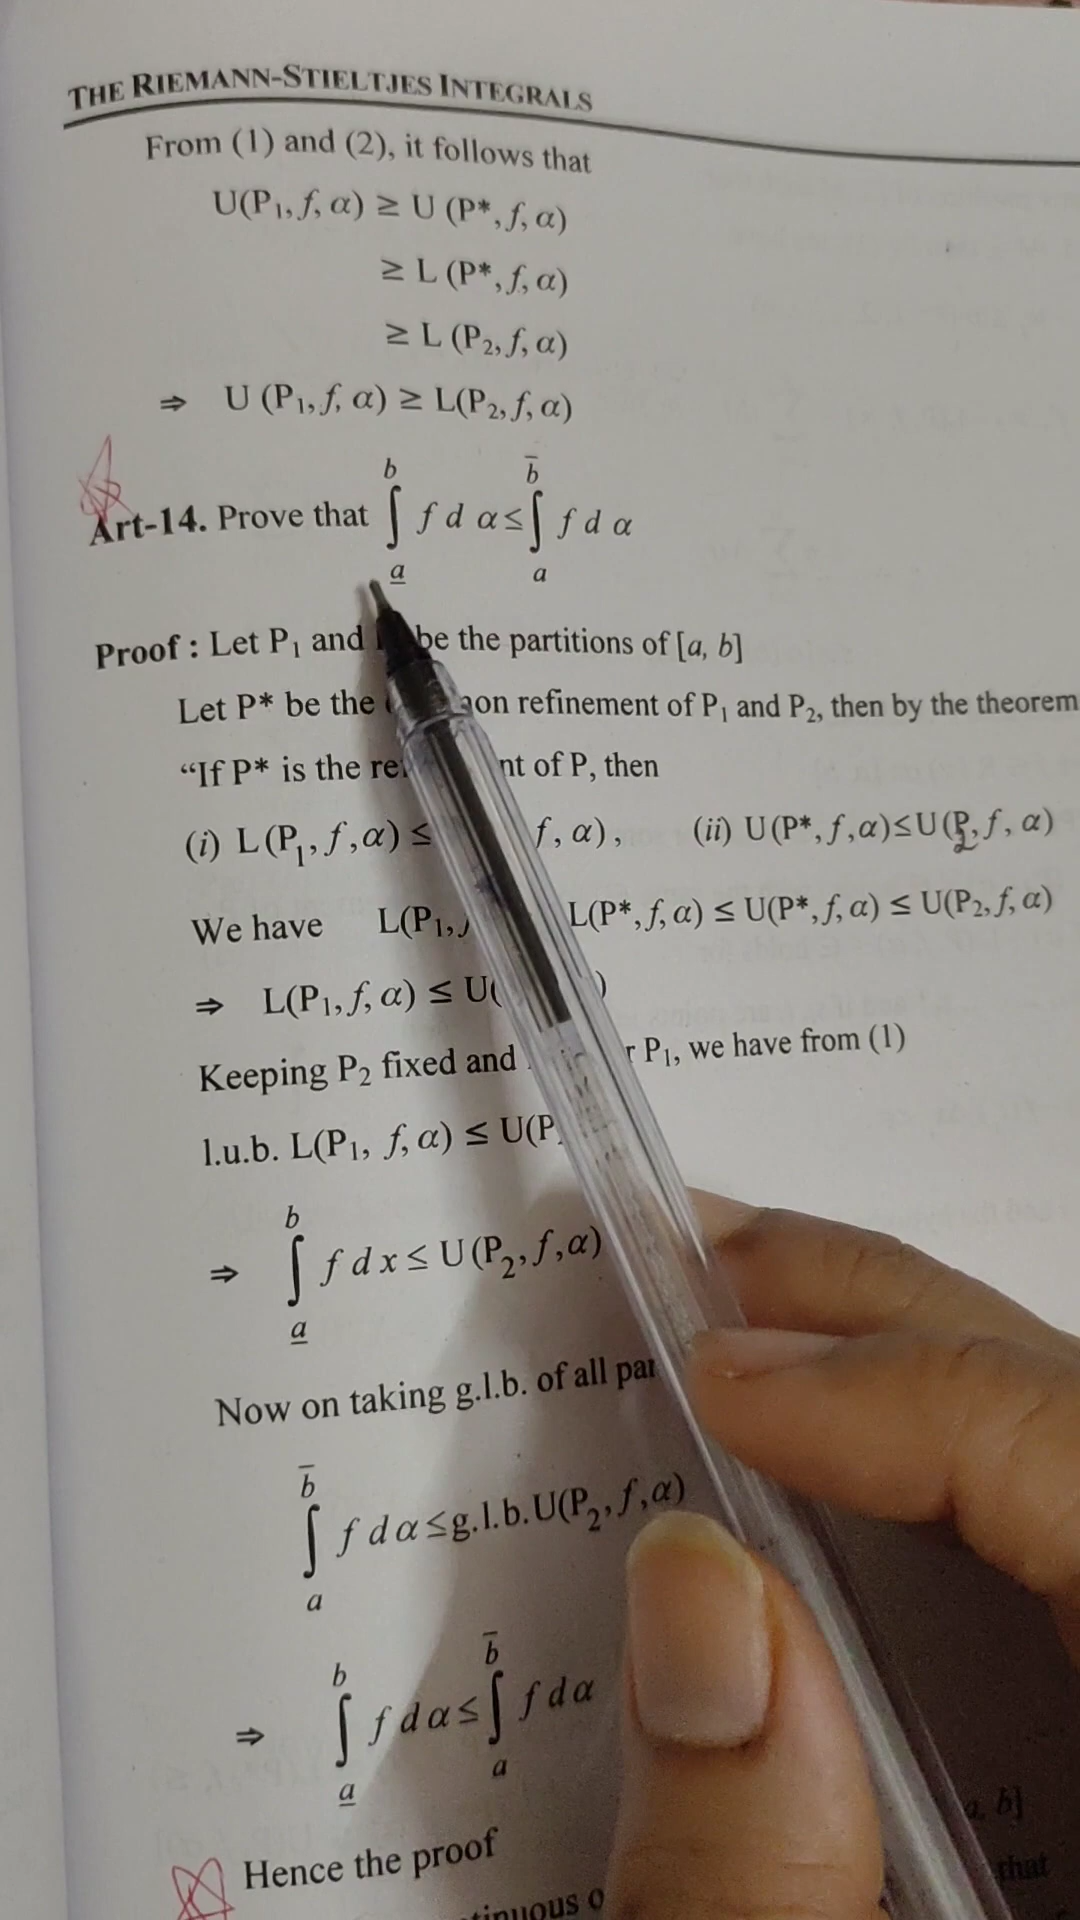 THE RIEMANN-STIELTJES INTEGRALS
From (1) and (2), it follows that
U(P₁, f, α) ≥ U (P*, f, α)
≥ L (P*, f, α)
≥ L (P₂, f, α)
⇒ U (P₁, f, α) ≥ L(P₂, f, α)
Art-14. Prove that ∫_a̲^b f d α ≤ ∫_a^b̅ f d α
Proof : Let P₁ and be the partitions of [a, b]
Let P* be the refinement of P₁ and P₂, then by the theorem
“If P* is the of P, then
(i) L(P₁, f, α) ≤ f, α), (ii) U(P*, f, α) ≤ U(P₂, f, α)
We have L(P₁, L(P*, f, α) ≤ U(P*, f, α) ≤ U(P₂, f, α)
⇒ L(P₁, f, α) ≤ U( )
Keeping P₂ fixed and P₁, we have from (1)
l.u.b. L(P₁, f, α) ≤ U(P
⇒ ∫_a̲^b f d x ≤ U(P₂, f, α)
Now on taking g.l.b. of all
∫_a^b̅ f d α ≤ g.l.b. U(P₂, f, α)
⇒ ∫_a̲^b f d α ≤ ∫_a^b̅ f d α
a, b]
Hence the proof
that